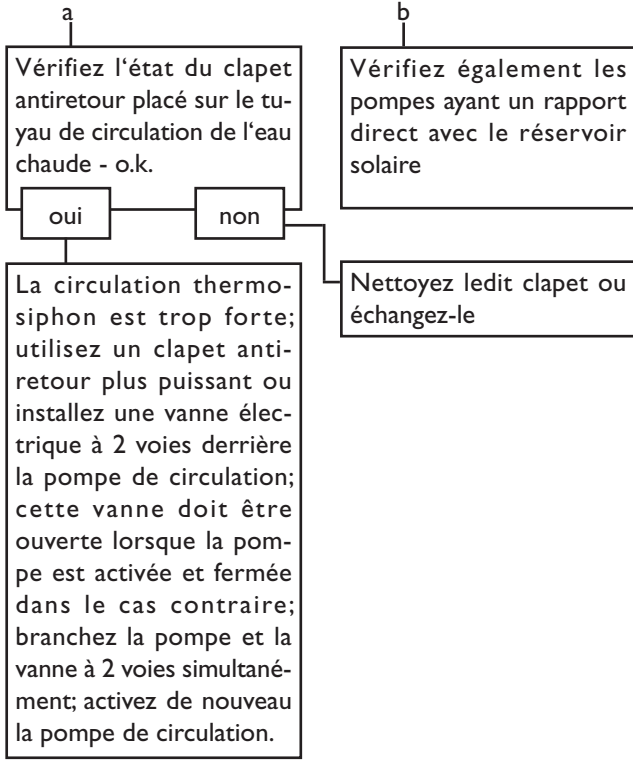 a
Vérifiez l‘état du clapet
antiretour placé sur le tu-
yau de circulation de l‘eau
chaude - o.k.
oui
non
La circulation thermo-
siphon est trop forte;
utilisez un clapet anti-
retour plus puissant ou
installez une vanne élec-
trique à 2 voies derrière
la pompe de circulation;
cette vanne doit être
ouverte lorsque la pom-
pe est activée et fermée
dans le cas contraire;
branchez la pompe et la
vanne à 2 voies simultané-
ment; activez de nouveau
la pompe de circulation.
b
Vérifiez également les
pompes ayant un rapport
direct avec le réservoir
solaire
Nettoyez ledit clapet ou
échangez-le